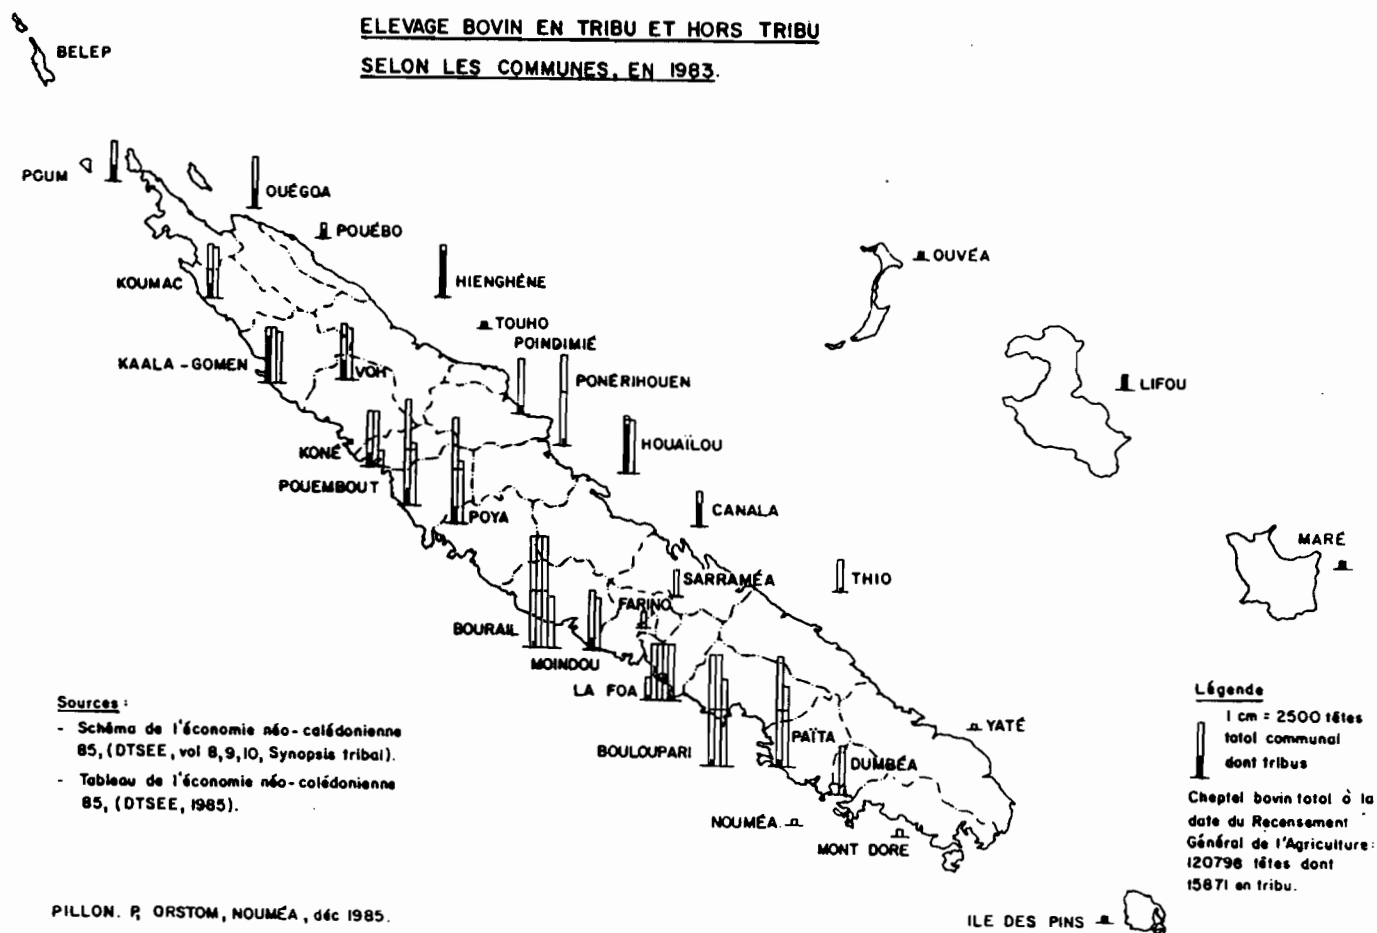 ELEVAGE BOVIN EN TRIBU ET HORS TRIBU
SELON LES COMMUNES, EN 1983.
BELEP
POUM
OUÉGOA
POUÉBO
KOUMAC
HIENGHÉNE
OUVÉA
TOUHO
POINDIMIÉ
KAALA - GOMEN
VOH
PONÉRIHOUEN
LIFOU
KONÉ
HOUAÏLOU
POUEMBOUT
POYA
CANALA
MARÉ
SARRAMÉA
THIO
FARINO
BOURAIL
MOINDOU
LA FOA
YATÉ
PAÏTA
BOULOUPARI
DUMBÉA
NOUMÉA
MONT DORE
ILE DES PINS
Sources :
- Schéma de l'économie néo-calédonienne
85, (DTSEE, vol 8,9,10, Synopsis tribal).
- Tableau de l'économie néo-calédonienne
85, (DTSEE, 1985).
Légende
1 cm = 2500 têtes
total communal
dont tribus
Cheptel bovin total à la
date du Recensement
Général de l'Agriculture :
120798 têtes dont
15871 en tribu.
PILLON. P, ORSTOM, NOUMÉA, déc 1985.